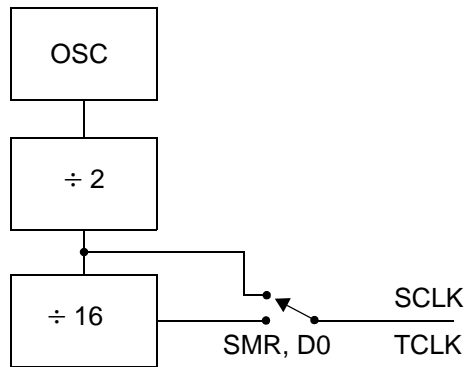 OSC
÷ 2
÷ 16
SCLK
SMR, D0
TCLK